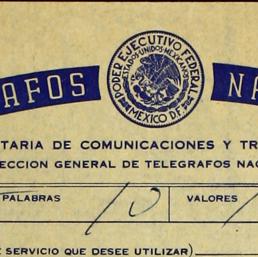 PODER EJECUTIVO FEDERAL
ESTADOS·UNIDOS·MEXICANOS
MEXICO D.F.
AFOS NA
TARIA DE COMUNICACIONES Y TR
ECCION GENERAL DE TELEGRAFOS NAC
PALABRAS 10 VALORES
E SERVICIO QUE DESEE UTILIZAR)